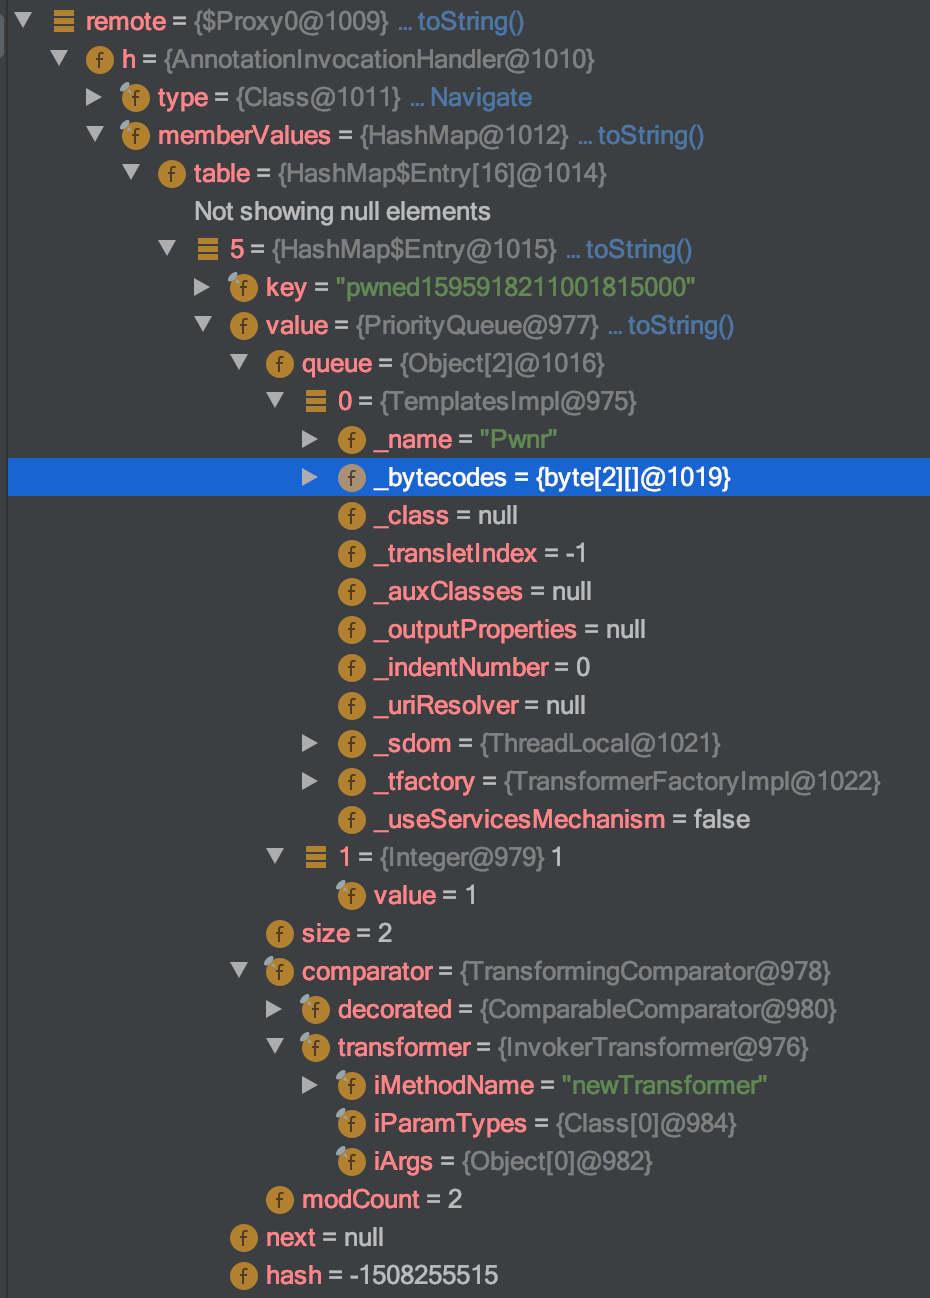 remote = {$Proxy0@1009} ... toString()
f h = {AnnotationInvocationHandler@1010}
f type = {Class@1011} ... Navigate
f memberValues = {HashMap@1012} ... toString()
f table = {HashMap$Entry[16]@1014}
Not showing null elements
5 = {HashMap$Entry@1015} ... toString()
f key = "pwned1595918211001815000"
f value = {PriorityQueue@977} ... toString()
f queue = {Object[2]@1016}
0 = {TemplatesImpl@975}
f _name = "Pwnr"
f _bytecodes = {byte[2][]@1019}
f _class = null
f _transletIndex = -1
f _auxClasses = null
f _outputProperties = null
f _indentNumber = 0
f _uriResolver = null
f _sdom = {ThreadLocal@1021}
f _tfactory = {TransformerFactoryImpl@1022}
f _useServicesMechanism = false
1 = {Integer@979} 1
f value = 1
f size = 2
f comparator = {TransformingComparator@978}
f decorated = {ComparableComparator@980}
f transformer = {InvokerTransformer@976}
f iMethodName = "newTransformer"
f iParamTypes = {Class[0]@984}
f iArgs = {Object[0]@982}
f modCount = 2
f next = null
f hash = -1508255515